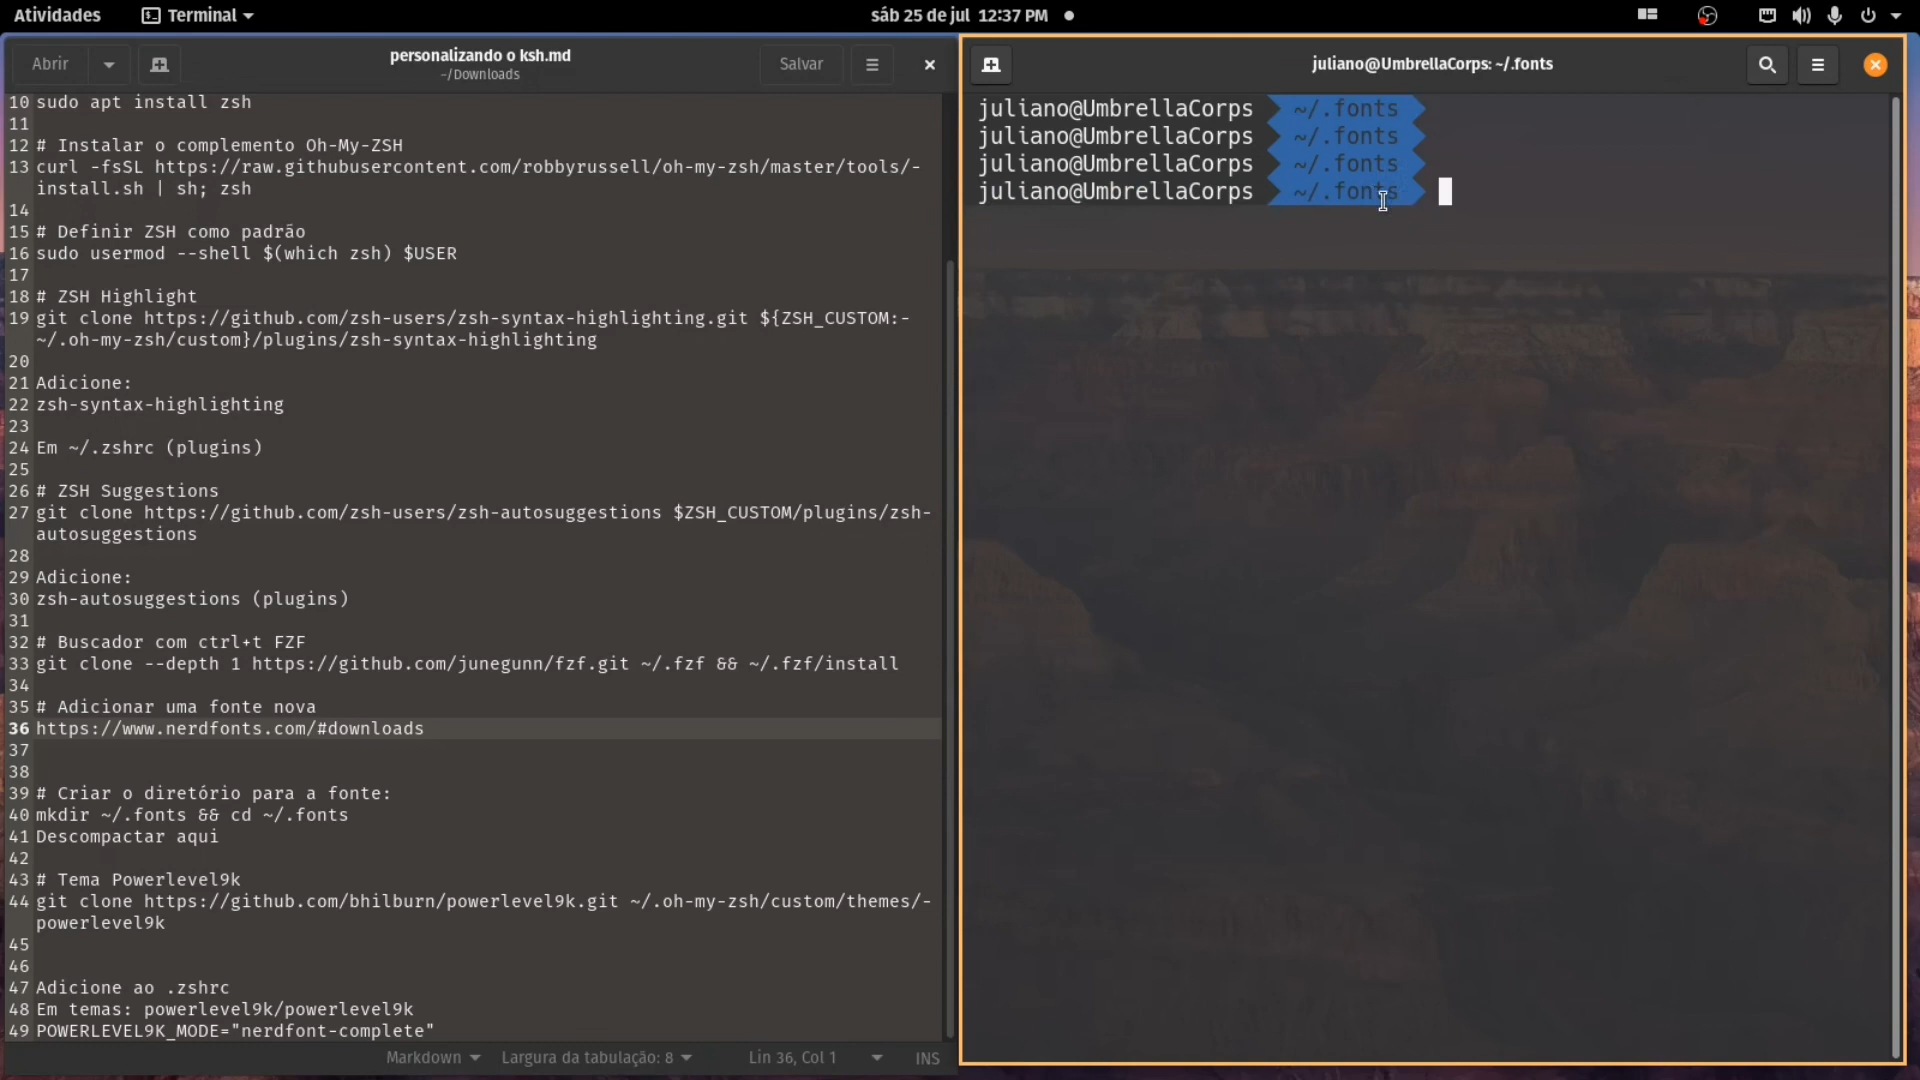 Atividades
Terminal
sáb 25 de jul 12:37 PM
Abrir
personalizando o ksh.md
~/Downloads
Salvar
10 sudo apt install zsh
11
12 # Instalar o complemento Oh-My-ZSH
13 curl -fsSL https://raw.githubusercontent.com/robbyrussell/oh-my-zsh/master/tools/-
install.sh | sh; zsh
14
15 # Definir ZSH como padrão
16 sudo usermod --shell $(which zsh) $USER
17
18 # ZSH Highlight
19 git clone https://github.com/zsh-users/zsh-syntax-highlighting.git ${ZSH_CUSTOM:-
~/.oh-my-zsh/custom}/plugins/zsh-syntax-highlighting
20
21 Adicione:
22 zsh-syntax-highlighting
23
24 Em ~/.zshrc (plugins)
25
26 # ZSH Suggestions
27 git clone https://github.com/zsh-users/zsh-autosuggestions $ZSH_CUSTOM/plugins/zsh-
autosuggestions
28
29 Adicione:
30 zsh-autosuggestions (plugins)
31
32 # Buscador com ctrl+t FZF
33 git clone --depth 1 https://github.com/junegunn/fzf.git ~/.fzf && ~/.fzf/install
34
35 # Adicionar uma fonte nova
36 https://www.nerdfonts.com/#downloads
37
38
39 # Criar o diretório para a fonte:
40 mkdir ~/.fonts && cd ~/.fonts
41 Descompactar aqui
42
43 # Tema Powerlevel9k
44 git clone https://github.com/bhilburn/powerlevel9k.git ~/.oh-my-zsh/custom/themes/-
powerlevel9k
45
46
47 Adicione ao .zshrc
48 Em temas: powerlevel9k/powerlevel9k
49 POWERLEVEL9K_MODE="nerdfont-complete"
Markdown
Largura da tabulação: 8
Lin 36, Col 1
INS
juliano@UmbrellaCorps: ~/.fonts
juliano@UmbrellaCorps ~/.fonts
juliano@UmbrellaCorps ~/.fonts
juliano@UmbrellaCorps ~/.fonts
juliano@UmbrellaCorps ~/.fonts